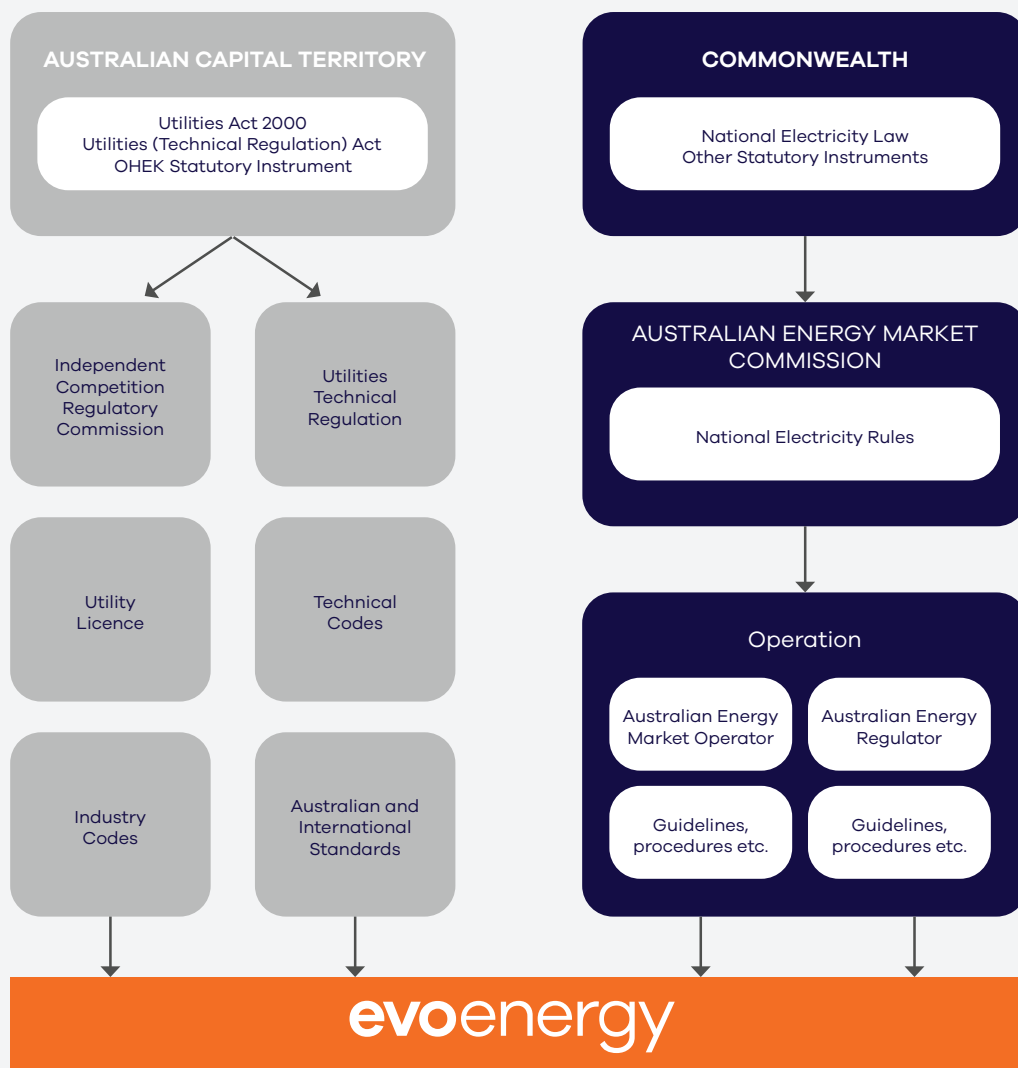 AUSTRALIAN CAPITAL TERRITORY
Utilities Act 2000
Utilities (Technical Regulation) Act
OHEK Statutory Instrument
Independent
Competition
Regulatory
Commission
Utilities
Technical
Regulation
Utility
Licence
Technical
Codes
Industry
Codes
Australian and
International
Standards
COMMONWEALTH
National Electricity Law
Other Statutory Instruments
AUSTRALIAN ENERGY MARKET
COMMISSION
National Electricity Rules
Operation
Australian Energy
Market Operator
Australian Energy
Regulator
Guidelines,
procedures etc.
Guidelines,
procedures etc.
evoenergy